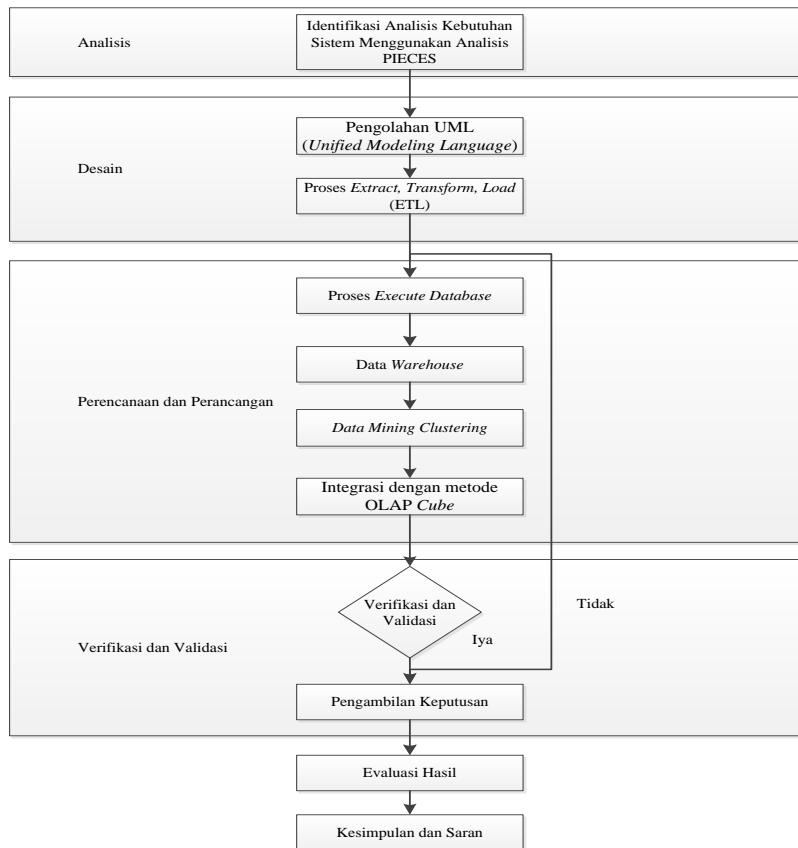 Analisis
Identifikasi Analisis Kebutuhan
Sistem Menggunakan Analisis
PIECES
Desain
Pengolahan UML
(Unified Modeling Language)
Proses Extract, Transform, Load
(ETL)
Perencanaan dan Perancangan
Proses Execute Database
Data Warehouse
Data Mining Clustering
Integrasi dengan metode
OLAP Cube
Verifikasi dan Validasi
Verifikasi dan
Validasi
Tidak
Iya
Pengambilan Keputusan
Evaluasi Hasil
Kesimpulan dan Saran